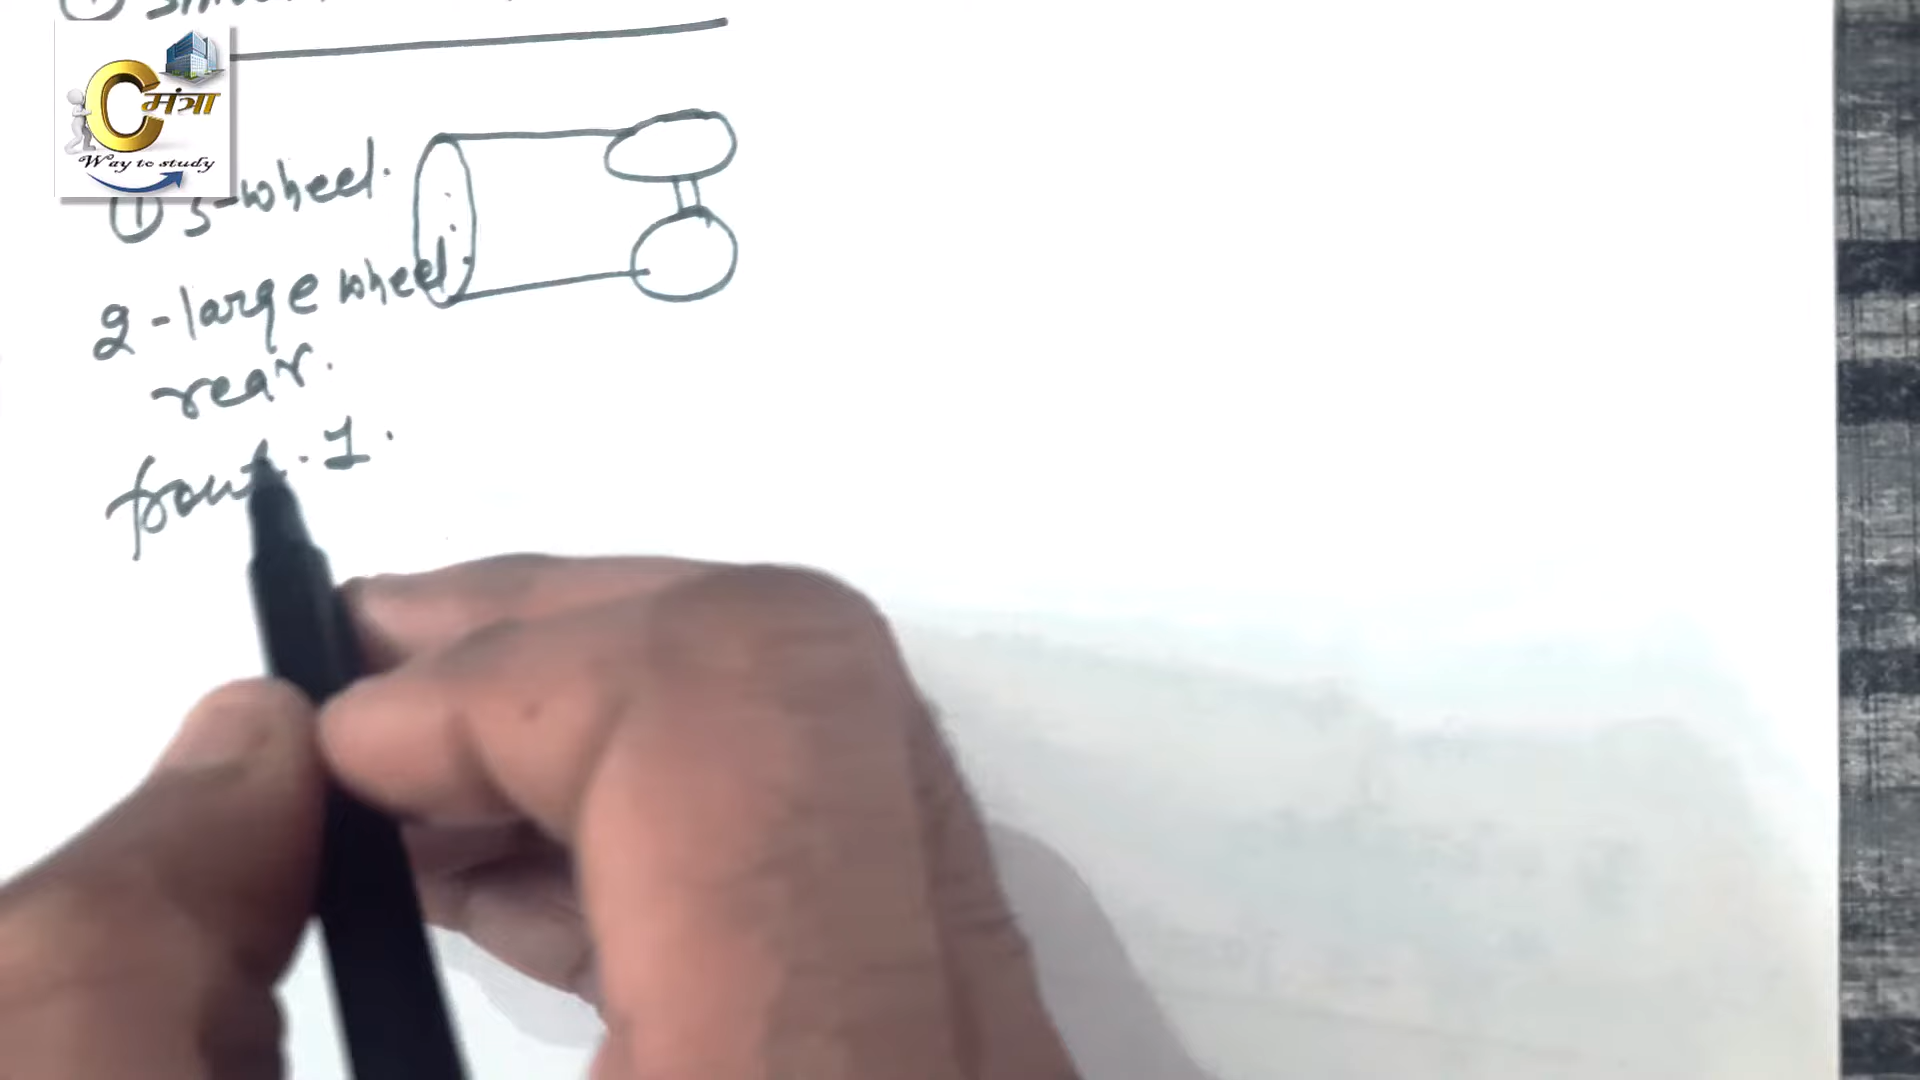 C मंत्रा
Way to study
① 3-wheel.
2-large wheel.
rear.
front. 1.